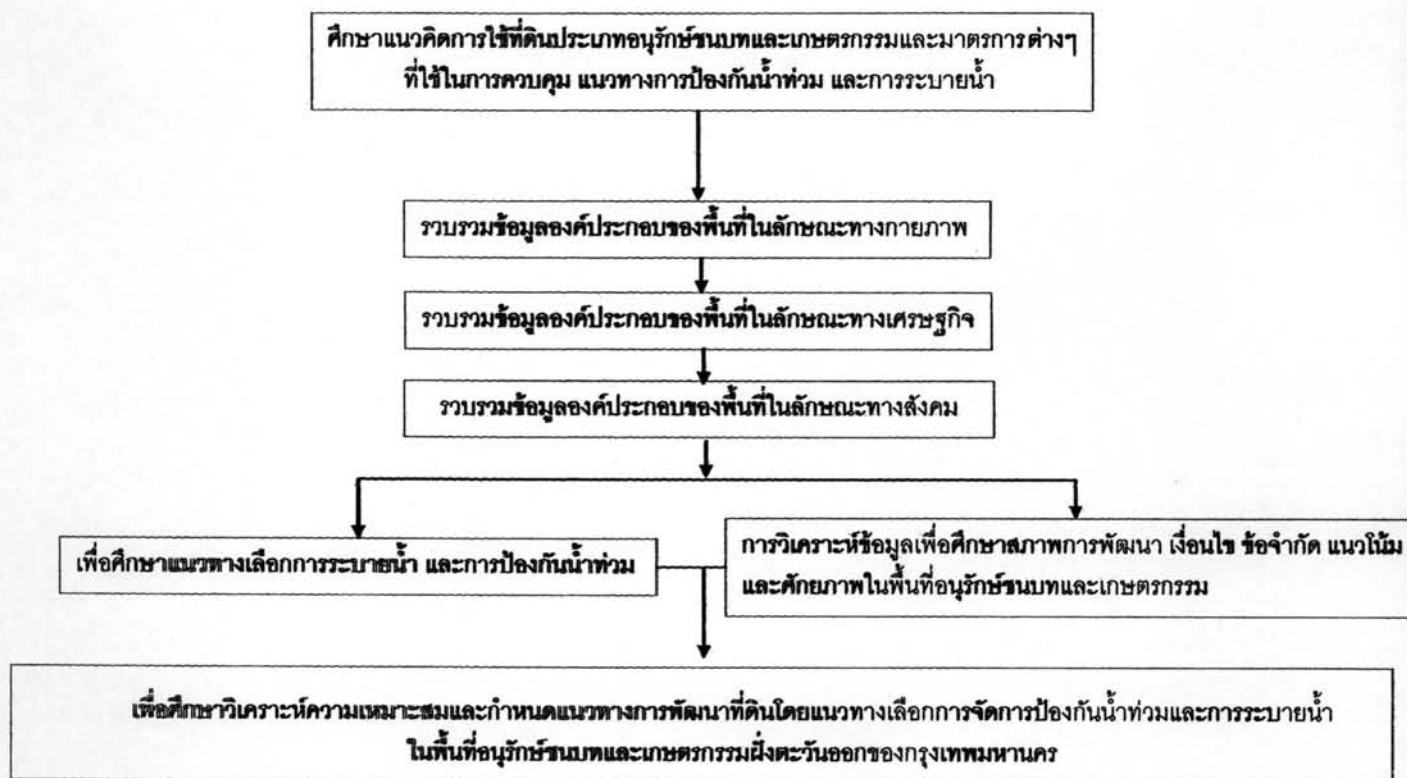 ศึกษาแนวคิดการใช้ที่ดินประเภทอนุรักษ์ชนบทและเกษตรกรรมและมาตรการต่างๆ
ที่ใช้ในการควบคุม แนวทางการป้องกันน้ำท่วม และการระบายน้ำ
รวบรวมข้อมูลองค์ประกอบของพื้นที่ในลักษณะทางกายภาพ
รวบรวมข้อมูลองค์ประกอบของพื้นที่ในลักษณะทางเศรษฐกิจ
รวบรวมข้อมูลองค์ประกอบของพื้นที่ในลักษณะทางสังคม
เพื่อศึกษาแนวทางเลือกการระบายน้ำ และการป้องกันน้ำท่วม
การวิเคราะห์ข้อมูลเพื่อศึกษาสภาพการพัฒนา เงื่อนไข ข้อจำกัด แนวโน้ม
และศักยภาพในพื้นที่อนุรักษ์ชนบทและเกษตรกรรม
เพื่อศึกษาวิเคราะห์ความเหมาะสมและกำหนดแนวทางการพัฒนาที่ดินโดยแนวทางเลือกการจัดการป้องกันน้ำท่วมและการระบายน้ำ
ในพื้นที่อนุรักษ์ชนบทและเกษตรกรรมฝั่งตะวันออกของกรุงเทพมหานคร